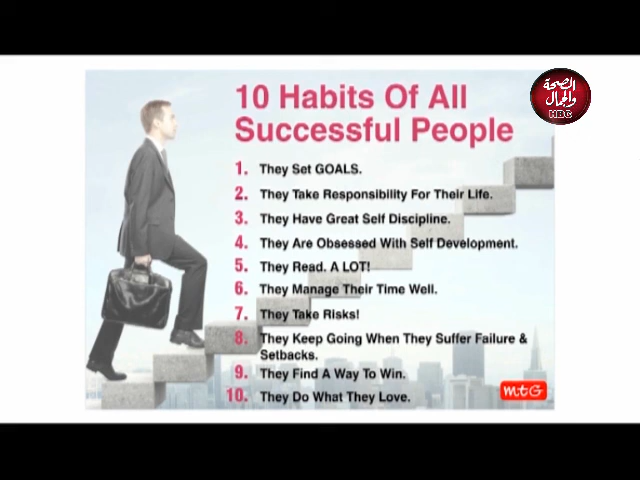 الصحة
والجمال
HBC
10 Habits Of All
Successful People
1. They Set GOALS.
2. They Take Responsibility For Their Life.
3. They Have Great Self Discipline.
4. They Are Obsessed With Self Development.
5. They Read. A LOT!
6. They Manage Their Time Well.
7. They Take Risks!
8. They Keep Going When They Suffer Failure &
Setbacks.
9. They Find A Way To Win.
10. They Do What They Love.
mtG